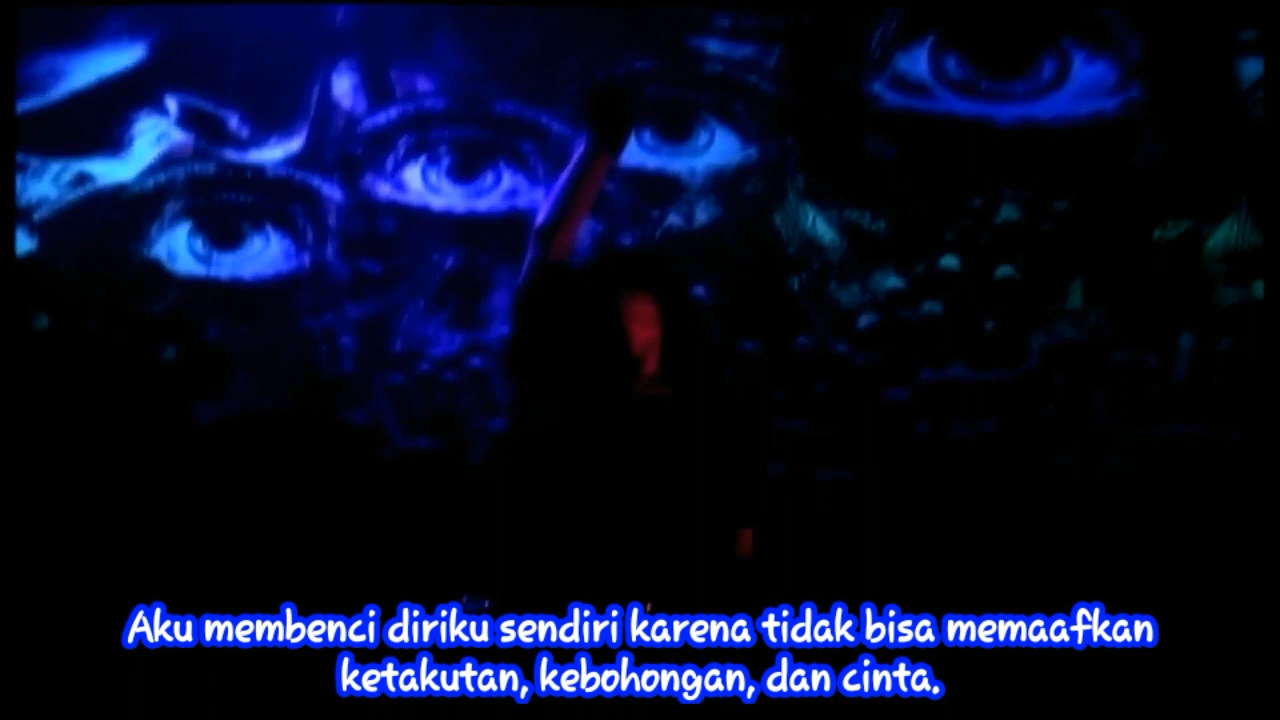 Aku membenci diriku sendiri karena tidak bisa memaafkan
ketakutan, kebohongan, dan cinta.